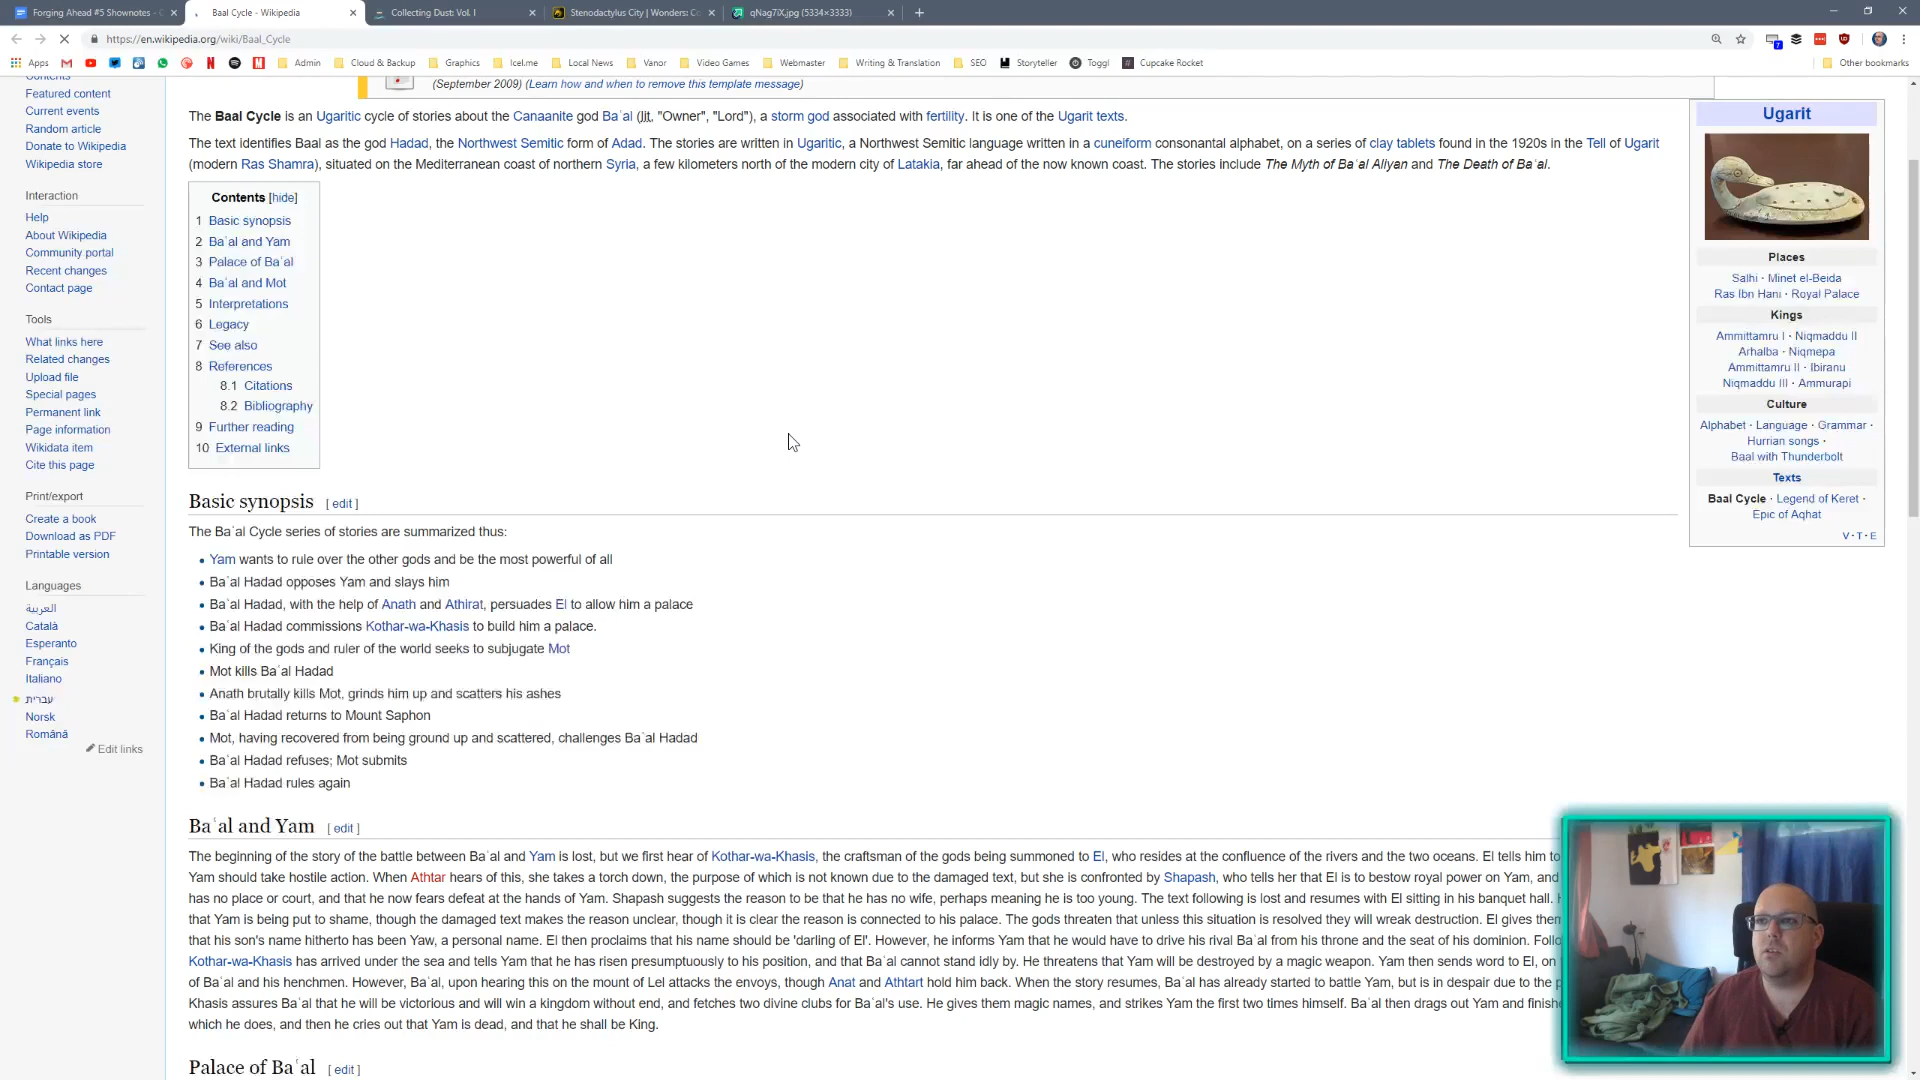 Forging Ahead #5 Shownotes -
Baal Cycle - Wikipedia
Collecting Dust: Vol. I
Stenodactylus City | Wonders: Co
qNag7iX.jpg (5334×3333)
https://en.wikipedia.org/wiki/Baal_Cycle
Apps
Admin
Cloud & Backup
Graphics
Icel.me
Local News
Vanor
Video Games
Webmaster
Writing & Translation
SEO
Storyteller
Toggl
Cupcake Rocket
Other bookmarks
Contents
Featured content
Current events
Random article
Donate to Wikipedia
Wikipedia store
Interaction
Help
About Wikipedia
Community portal
Recent changes
Contact page
Tools
What links here
Related changes
Upload file
Special pages
Permanent link
Page information
Wikidata item
Cite this page
Print/export
Create a book
Download as PDF
Printable version
Languages
العربية
Català
Esperanto
Français
Italiano
עברית
Norsk
Română
Edit links
(September 2009) (Learn how and when to remove this template message)
The Baal Cycle is an Ugaritic cycle of stories about the Canaanite god Baʿal (lit. "Owner", "Lord"), a storm god associated with fertility. It is one of the Ugarit texts.
The text identifies Baal as the god Hadad, the Northwest Semitic form of Adad. The stories are written in Ugaritic, a Northwest Semitic language written in a cuneiform consonantal alphabet, on a series of clay tablets found in the 1920s in the Tell of Ugarit
(modern Ras Shamra), situated on the Mediterranean coast of northern Syria, a few kilometers north of the modern city of Latakia, far ahead of the now known coast. The stories include The Myth of Baʿal Aliyan and The Death of Baʿal.
Contents [hide]
1 Basic synopsis
2 Baʿal and Yam
3 Palace of Baʿal
4 Baʿal and Mot
5 Interpretations
6 Legacy
7 See also
8 References
8.1 Citations
8.2 Bibliography
9 Further reading
10 External links
Basic synopsis [ edit ]
The Baʿal Cycle series of stories are summarized thus:
• Yam wants to rule over the other gods and be the most powerful of all
• Baʿal Hadad opposes Yam and slays him
• Baʿal Hadad, with the help of Anath and Athirat, persuades El to allow him a palace
• Baʿal Hadad commissions Kothar-wa-Khasis to build him a palace.
• King of the gods and ruler of the world seeks to subjugate Mot
• Mot kills Baʿal Hadad
• Anath brutally kills Mot, grinds him up and scatters his ashes
• Baʿal Hadad returns to Mount Saphon
• Mot, having recovered from being ground up and scattered, challenges Baʿal Hadad
• Baʿal Hadad refuses; Mot submits
• Baʿal Hadad rules again
Baʿal and Yam [ edit ]
The beginning of the story of the battle between Baʿal and Yam is lost, but we first hear of Kothar-wa-Khasis, the craftsman of the gods being summoned to El, who resides at the confluence of the rivers and the two oceans. El tells him to
Yam should take hostile action. When Athtar hears of this, she takes a torch down, the purpose of which is not known due to the damaged text, but she is confronted by Shapash, who tells her that El is to bestow royal power on Yam, and
has no place or court, and that he now fears defeat at the hands of Yam. Shapash suggests the reason to be that he has no wife, perhaps meaning he is too young. The text following is lost and resumes with El sitting in his banquet hall.
that Yam is being put to shame, though the damaged text makes the reason unclear, though it is clear the reason is connected to his palace. The gods threaten that unless this situation is resolved they will wreak destruction. El gives them
that his son's name hitherto has been Yaw, a personal name. El then proclaims that his name should be 'darling of El'. However, he informs Yam that he would have to drive his rival Baʿal from his throne and the seat of his dominion. Follo
Kothar-wa-Khasis has arrived under the sea and tells Yam that he has risen presumptuously to his position, and that Baʿal cannot stand idly by. He threatens that Yam will be destroyed by a magic weapon. Yam then sends word to El, on
of Baʿal and his henchmen. However, Baʿal, upon hearing this on the mount of Lel attacks the envoys, though Anat and Athtart hold him back. When the story resumes, Baʿal has already started to battle Yam, but is in despair due to the p
Khasis assures Baʿal that he will be victorious and will win a kingdom without end, and fetches two divine clubs for Baʿal's use. He gives them magic names, and strikes Yam the first two times himself. Baʿal then drags out Yam and finishe
which he does, and then he cries out that Yam is dead, and that he shall be King.
Palace of Baʿal [ edit ]
Ugarit
Places
Salhi · Minet el-Beida
Ras Ibn Hani · Royal Palace
Kings
Ammittamru I · Niqmaddu II
Arhalba · Niqmepa
Ammittamru II · Ibiranu
Niqmaddu III · Ammurapi
Culture
Alphabet · Language · Grammar ·
Hurrian songs ·
Baal with Thunderbolt
Texts
Baal Cycle · Legend of Keret ·
Epic of Aqhat
V · T · E